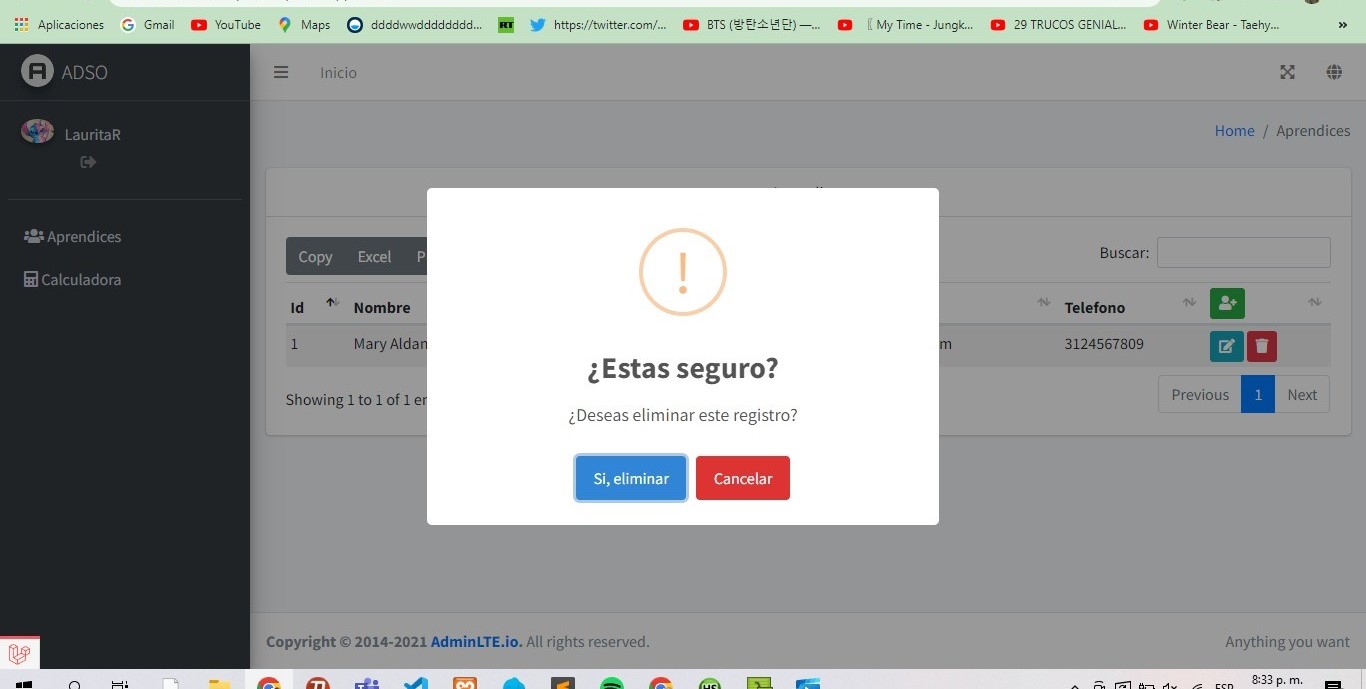 Aplicaciones Gmail YouTube Maps ddddwwdddddddd... RT https://twitter.com/... BTS (방탄소년단) —... 〖 My Time - Jungk... 29 TRUCOS GENIAL... Winter Bear - Taehy... »
ADSO
Inicio
LauritaR
Home / Aprendices
Aprendices
Calculadora
Copy Excel P
Buscar:
Id Nombre Telefono
1 Mary Aldan m 3124567809
Showing 1 to 1 of 1 er
Previous 1 Next
!
¿Estas seguro?
¿Deseas eliminar este registro?
Si, eliminar Cancelar
Copyright © 2014-2021 AdminLTE.io. All rights reserved.
Anything you want
ESP 8:33 p. m.